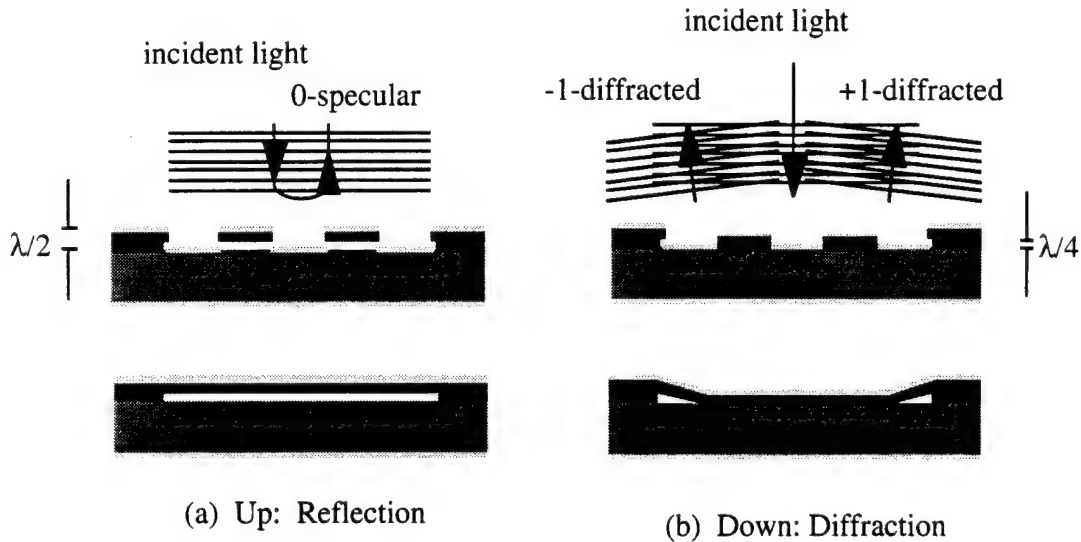 incident light
0-specular
λ/2
(a) Up: Reflection
incident light
-1-diffracted
+1-diffracted
λ/4
(b) Down: Diffraction